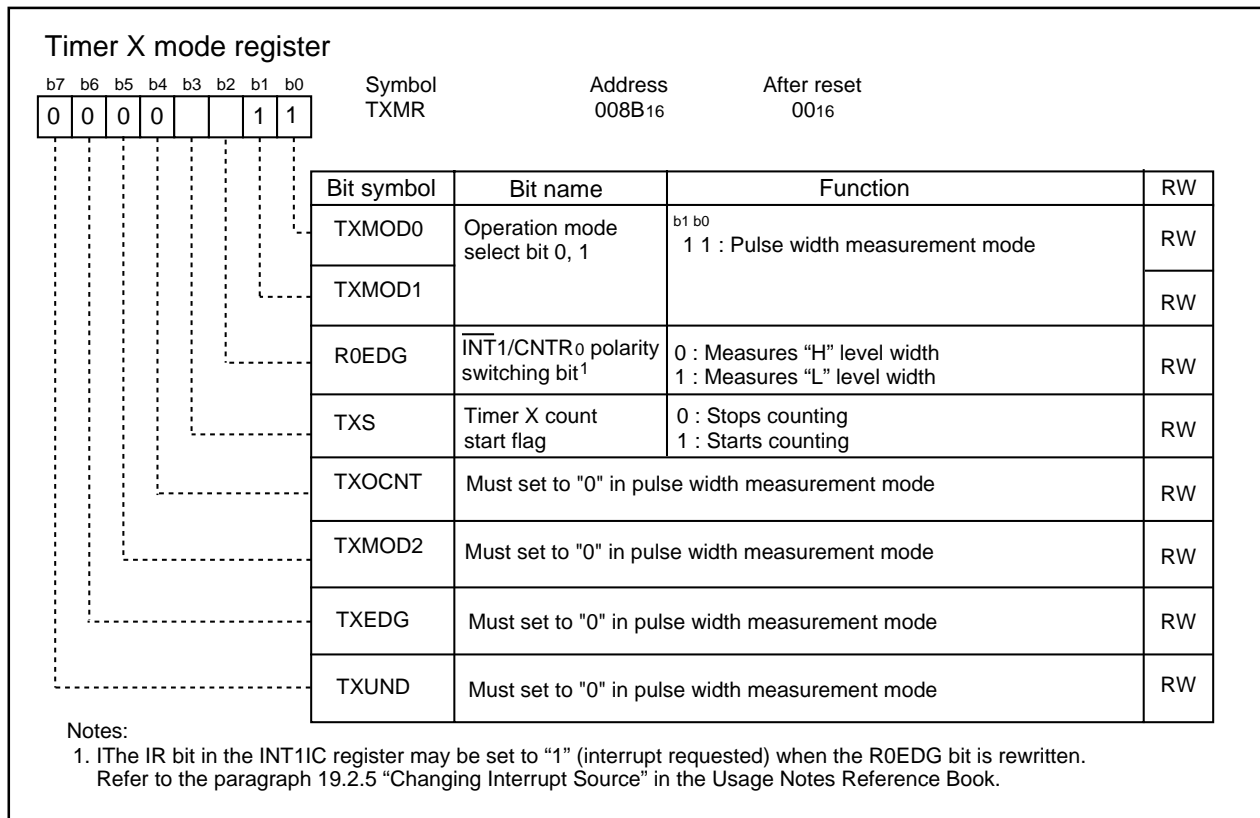 Timer X mode register
b7 b6 b5 b4 b3 b2 b1 b0 Symbol Address After reset
0 0 0 0 1 1 TXMR 008B16 0016
Bit symbol Bit name Function RW
TXMOD0 Operation mode select bit 0, 1 b1 b0
1 1 : Pulse width measurement mode RW
TXMOD1 RW
R0EDG INT1/CNTR0 polarity switching bit1 0 : Measures “H” level width
1 : Measures “L” level width RW
TXS Timer X count start flag 0 : Stops counting
1 : Starts counting RW
TXOCNT Must set to "0" in pulse width measurement mode RW
TXMOD2 Must set to "0" in pulse width measurement mode RW
TXEDG Must set to "0" in pulse width measurement mode RW
TXUND Must set to "0" in pulse width measurement mode RW
Notes:
1. IThe IR bit in the INT1IC register may be set to “1” (interrupt requested) when the R0EDG bit is rewritten.
Refer to the paragraph 19.2.5 “Changing Interrupt Source” in the Usage Notes Reference Book.